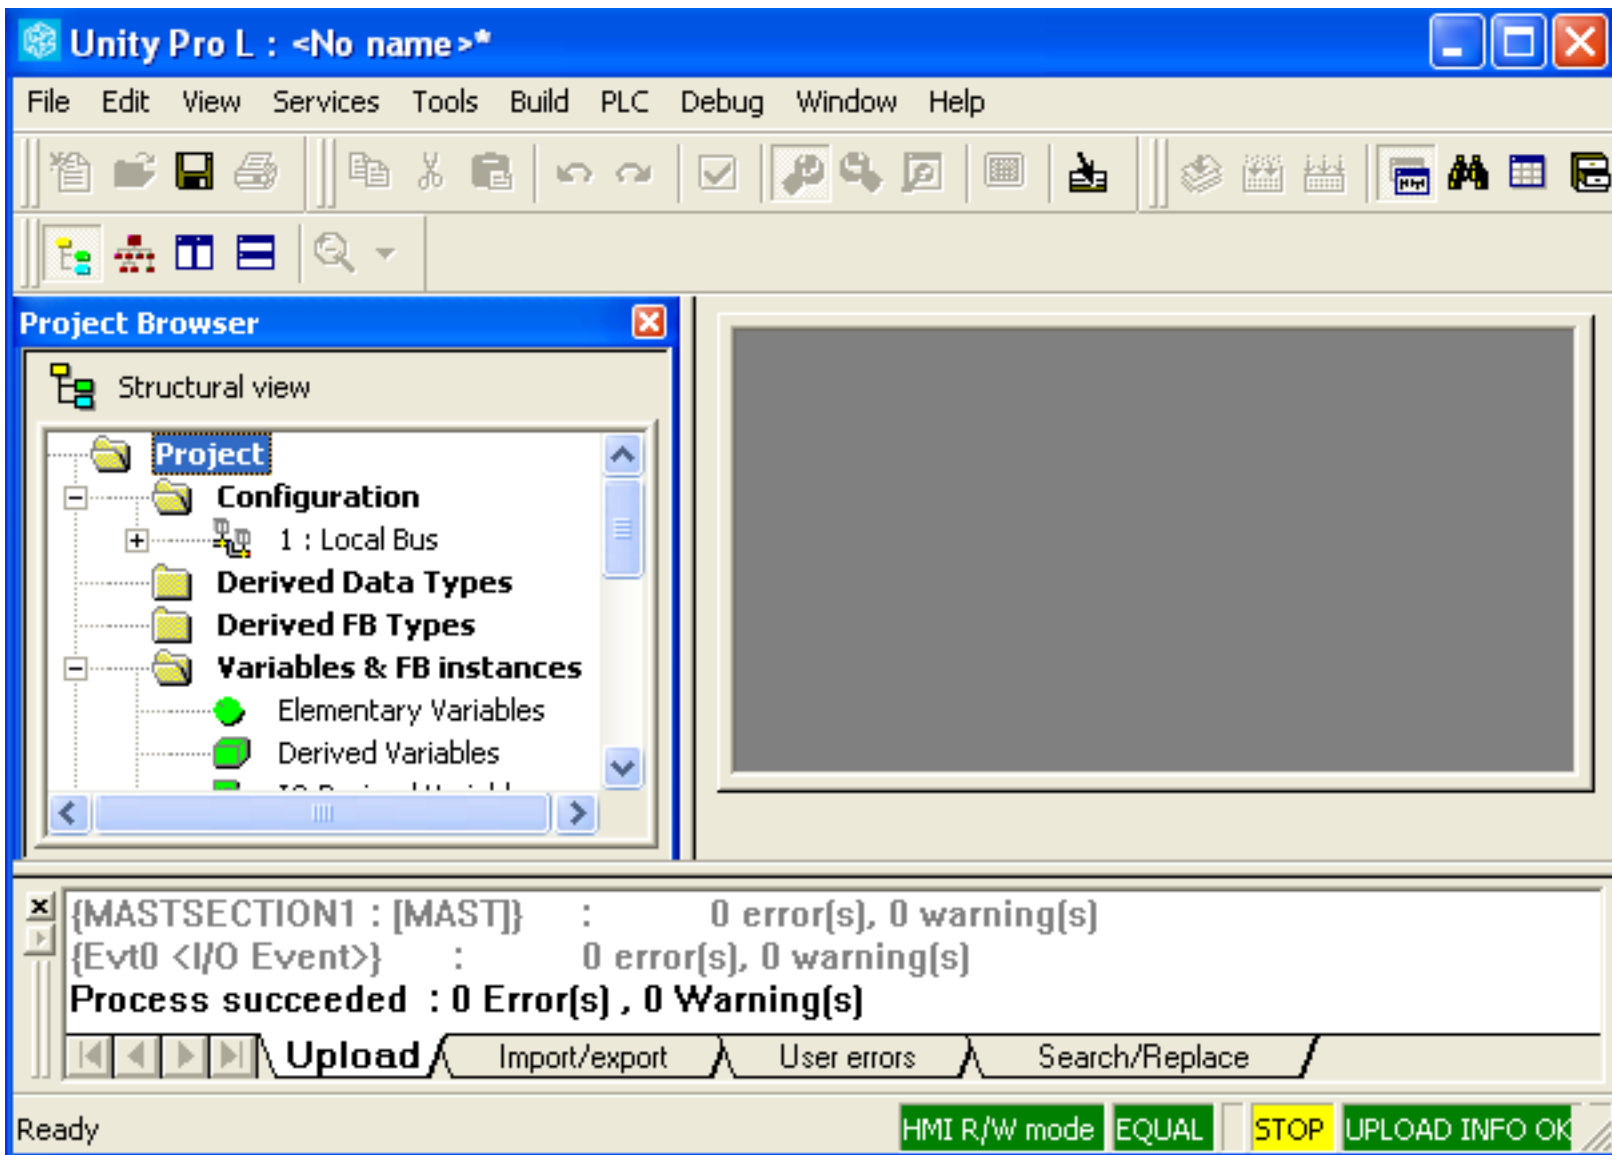 Unity Pro L : <No name>*
File Edit View Services Tools Build PLC Debug Window Help
Project Browser
Structural view
Project
Configuration
1 : Local Bus
Derived Data Types
Derived FB Types
Variables & FB instances
Elementary Variables
Derived Variables
{MASTSECTION1 : [MAST]} : 0 error(s), 0 warning(s)
{Evt0 <I/O Event>} : 0 error(s), 0 warning(s)
Process succeeded : 0 Error(s) , 0 Warning(s)
Upload Import/export User errors Search/Replace
Ready HMI R/W mode EQUAL STOP UPLOAD INFO OK